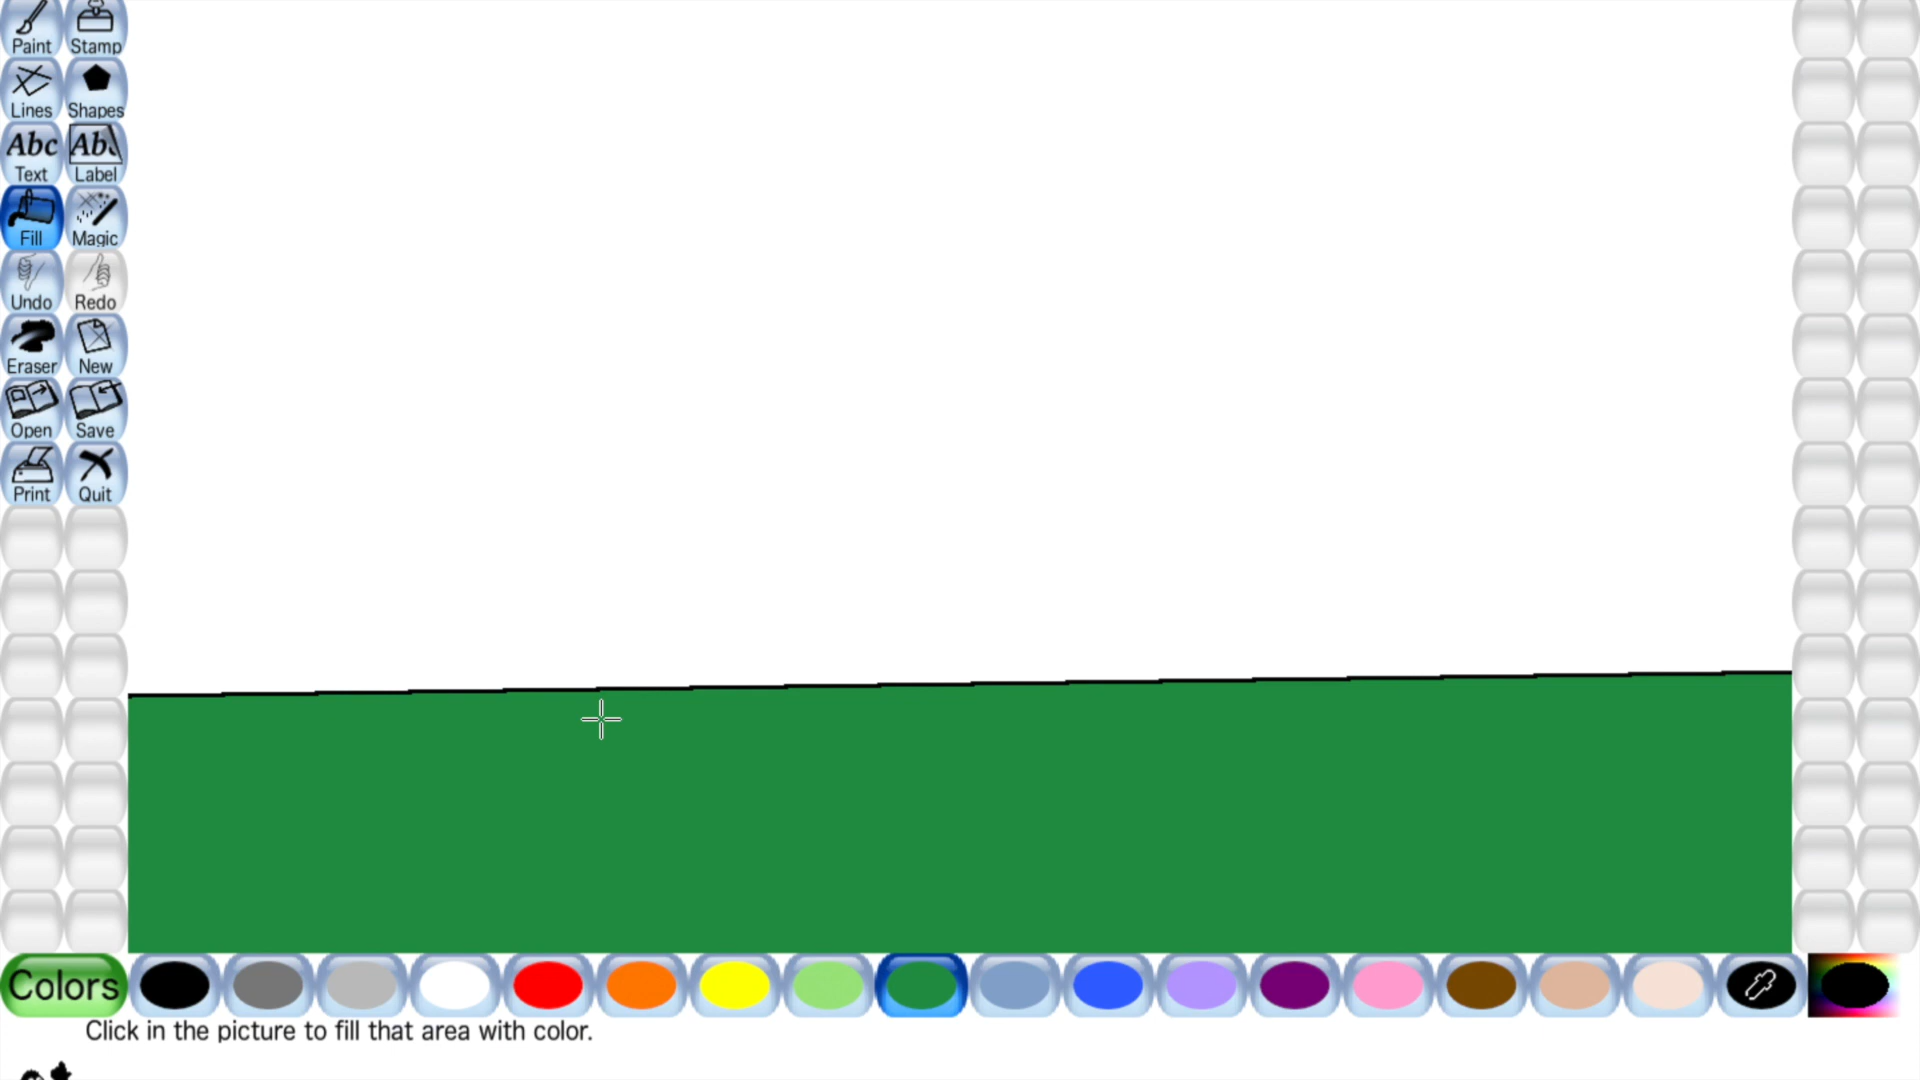 Paint Stamp
Lines Shapes
Abc Abc
Text Label
Fill Magic
Undo Redo
Eraser New
Open Save
Print Quit
Colors
Click in the picture to fill that area with color.